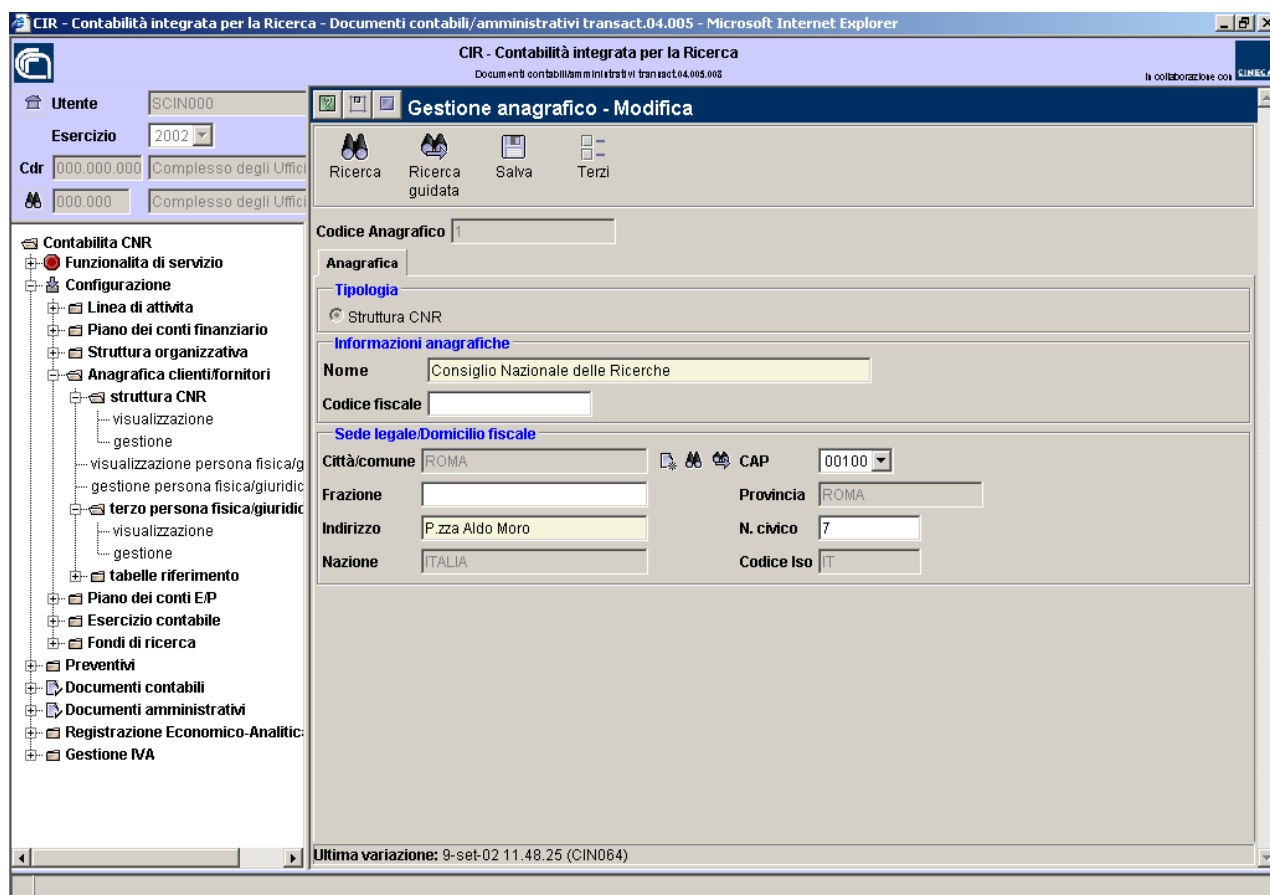 CIR - Contabilità integrata per la Ricerca - Documenti contabili/amministrativi transact.04.005 - Microsoft Internet Explorer
CIR - Contabilità integrata per la Ricerca
Documenti contabili/amministrativi transact.04.005.008
In collaborazione con CINECA
Utente SCIN000
Esercizio 2002
Cdr 000.000.000 Complesso degli Uffici
000.000 Complesso degli Uffici
Contabilita CNR
Funzionalita di servizio
Configurazione
Linea di attivita
Piano dei conti finanziario
Struttura organizzativa
Anagrafica clienti/fornitori
struttura CNR
visualizzazione
gestione
visualizzazione persona fisica/g
gestione persona fisica/giuridic
terzo persona fisica/giuridic
visualizzazione
gestione
tabelle riferimento
Piano dei conti E/P
Esercizio contabile
Fondi di ricerca
Preventivi
Documenti contabili
Documenti amministrativi
Registrazione Economico-Analitic
Gestione IVA
Gestione anagrafico - Modifica
Ricerca Ricerca guidata Salva Terzi
Codice Anagrafico 1
Anagrafica
Tipologia
Struttura CNR
Informazioni anagrafiche
Nome Consiglio Nazionale delle Ricerche
Codice fiscale
Sede legale/Domicilio fiscale
Città/comune ROMA CAP 00100
Frazione Provincia ROMA
Indirizzo P.zza Aldo Moro N. civico 7
Nazione ITALIA Codice Iso IT
Ultima variazione: 9-set-02 11.48.25 (CIN064)